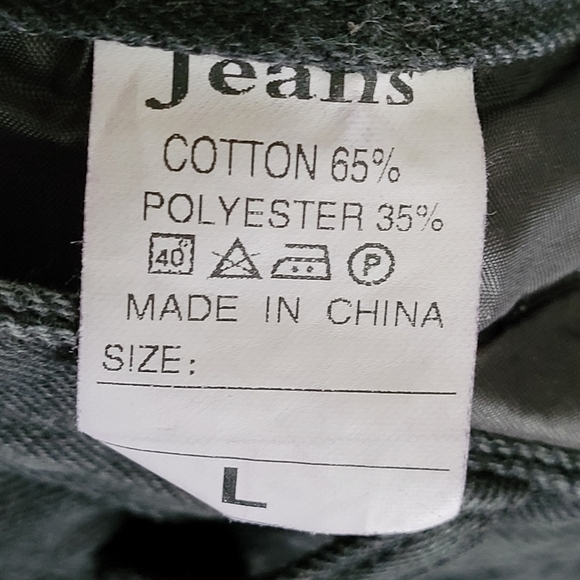 Jeans
COTTON 65%
POLYESTER 35%
40° P
MADE IN CHINA
SIZE:
L